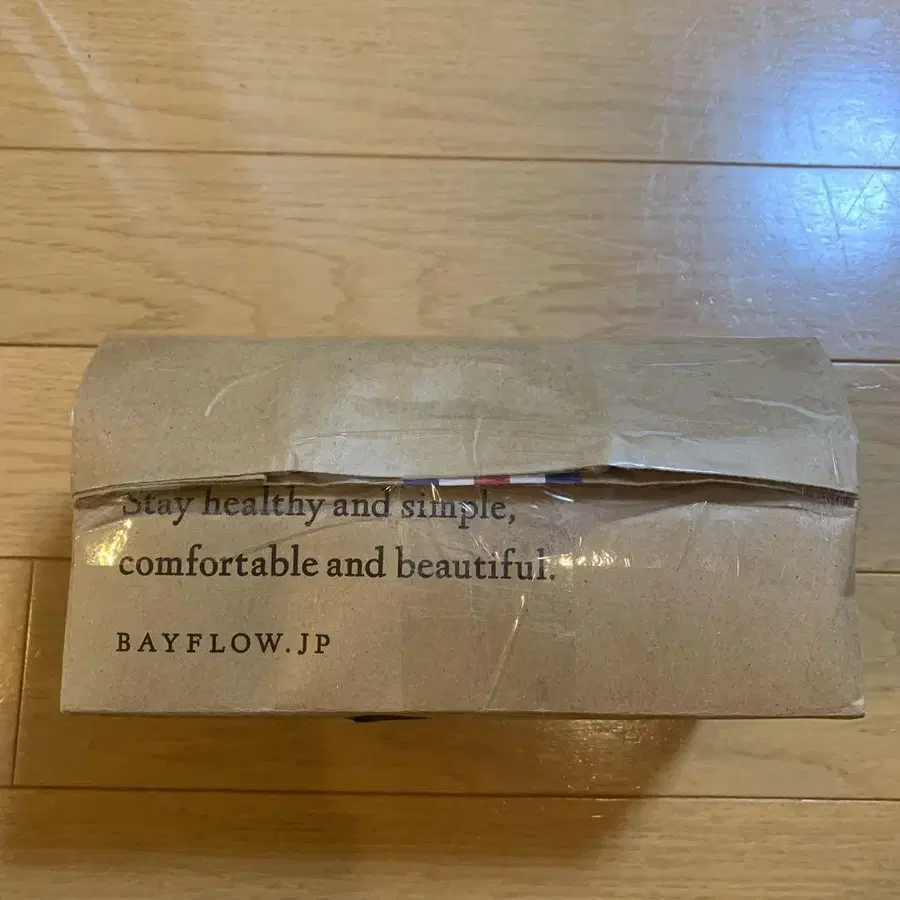 Stay healthy and simple,
comfortable and beautiful.
BAYFLOW.JP